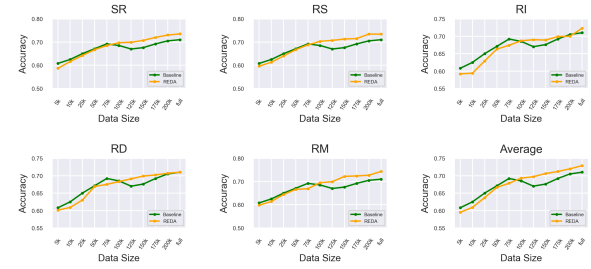 SR
RS
RI
Accuracy
0.80
0.70
0.60
0.50
Baseline
REDA
5k
10k
25k
50k
75k
100k
125k
150k
175k
200k
full
Data Size
Accuracy
0.80
0.70
0.60
0.50
Baseline
REDA
5k
10k
25k
50k
75k
100k
125k
150k
175k
200k
full
Data Size
Accuracy
0.75
0.70
0.65
0.60
0.55
Baseline
REDA
5k
10k
25k
50k
75k
100k
125k
150k
175k
200k
full
Data Size
RD
RM
Average
Accuracy
0.75
0.70
0.65
0.60
0.55
Baseline
REDA
5k
10k
25k
50k
75k
100k
125k
150k
175k
200k
full
Data Size
Accuracy
0.80
0.70
0.60
0.50
Baseline
REDA
5k
10k
25k
50k
75k
100k
125k
150k
175k
200k
full
Data Size
Accuracy
0.75
0.70
0.65
0.60
0.55
Baseline
REDA
5k
10k
25k
50k
75k
100k
125k
150k
175k
200k
full
Data Size